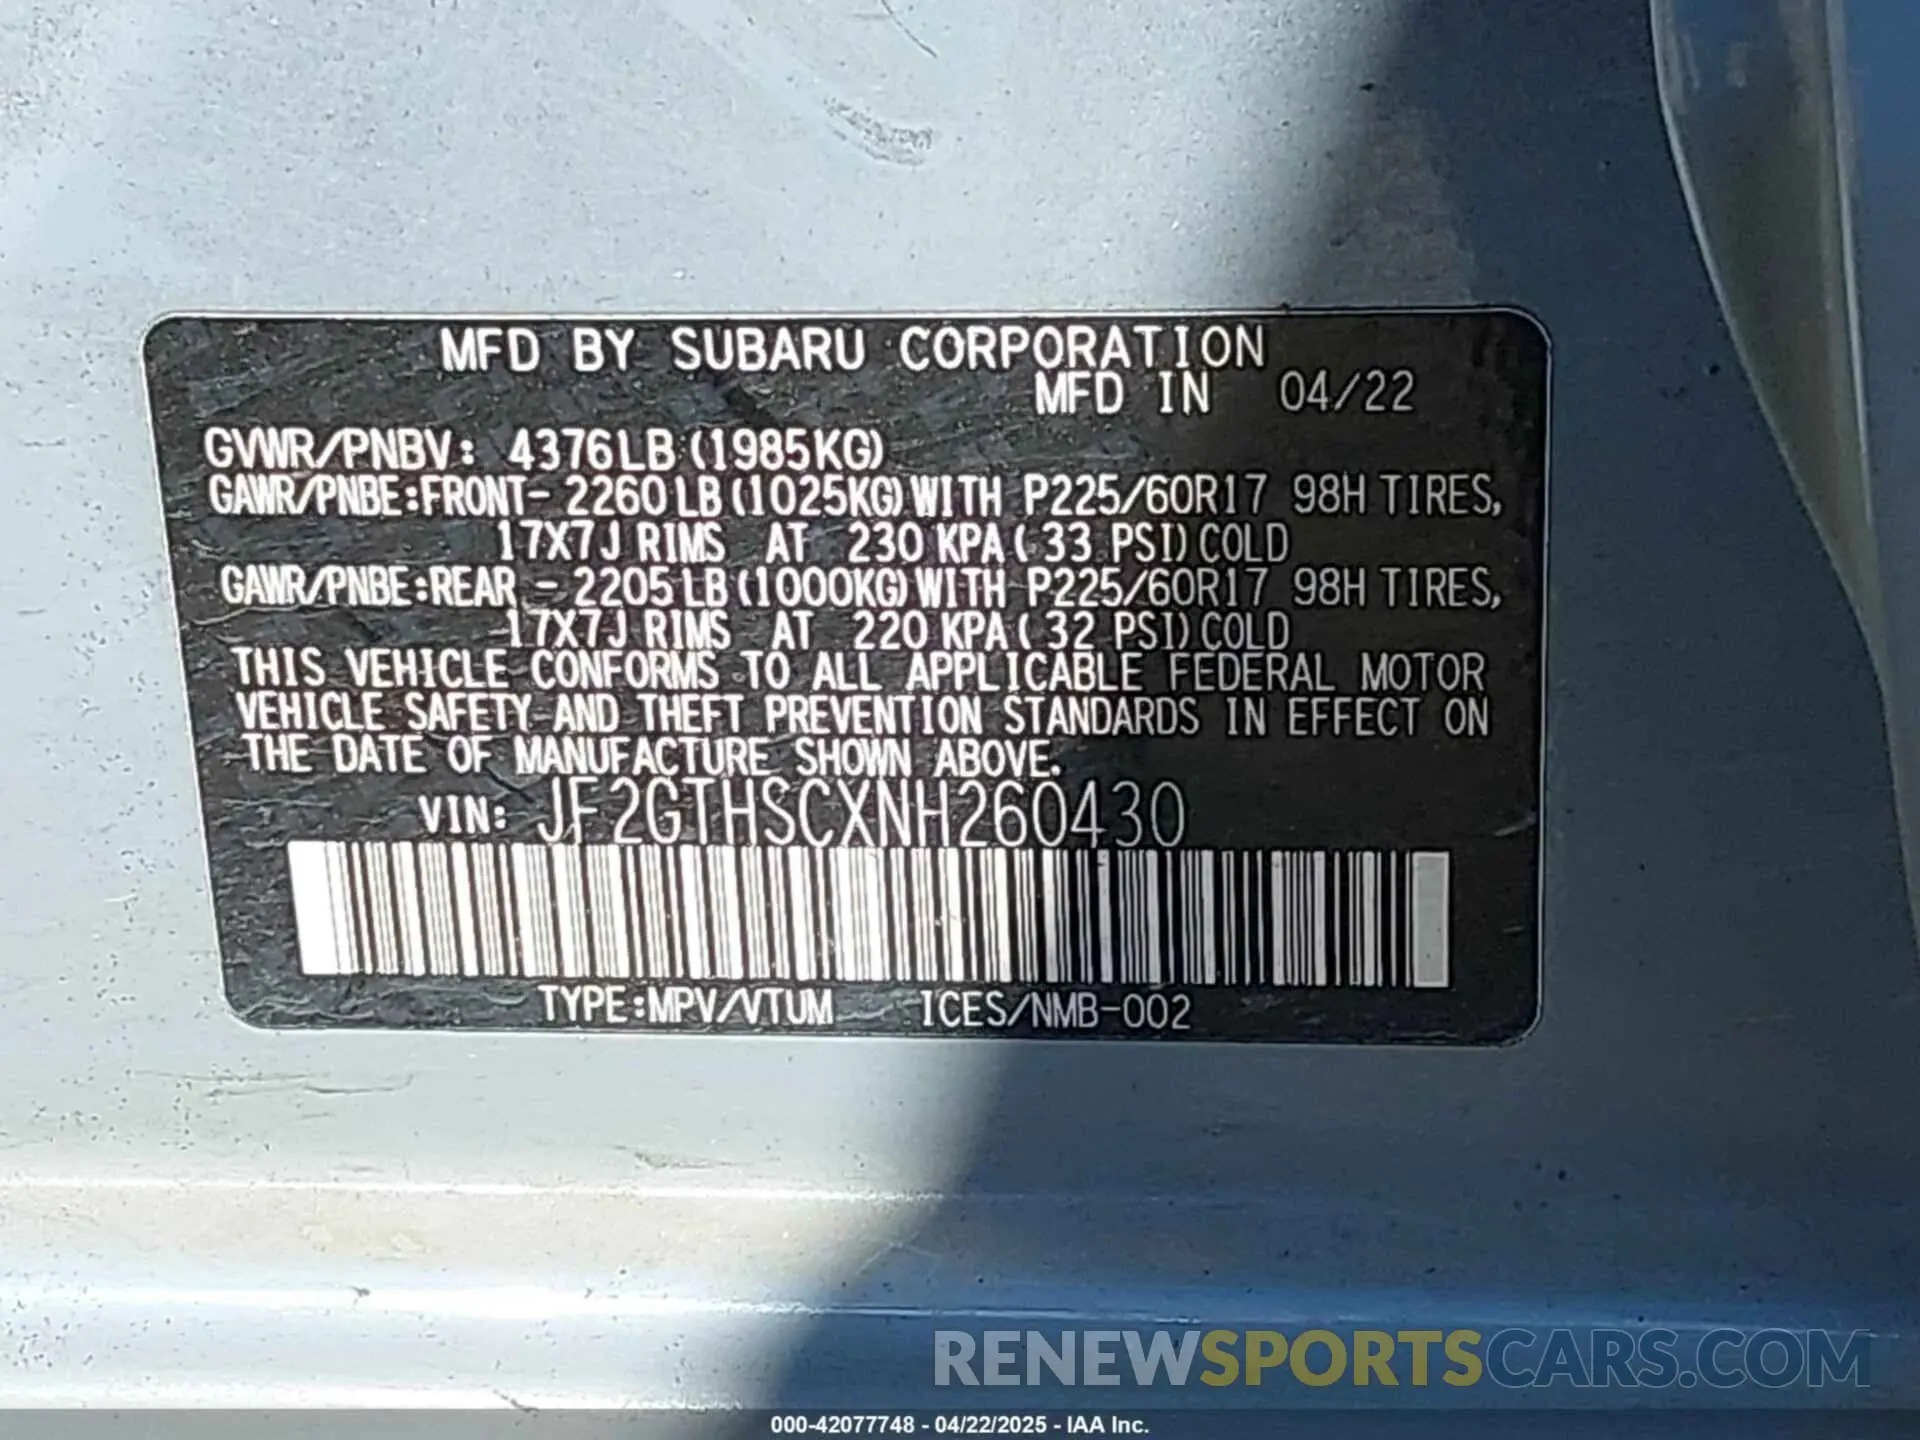 MFD BY SUBARU CORPORATION
MFD IN 04/22
GVWR/PNBV: 4376LB (1985KG)
GAWR/PNBE:FRONT- 2260 LB (1025KG) WITH P225/60R17 98H TIRES,
17X7J RIMS AT 230 KPA ( 33 PSI) COLD
GAWR/PNBE:REAR - 2205 LB (1000KG) WITH P225/60R17 98H TIRES,
17X7J RIMS AT 220 KPA ( 32 PSI) COLD
THIS VEHICLE CONFORMS TO ALL APPLICABLE FEDERAL MOTOR
VEHICLE SAFETY AND THEFT PREVENTION STANDARDS IN EFFECT ON
THE DATE OF MANUFACTURE SHOWN ABOVE.
VIN: JF2GTHSCXNH260430
TYPE:MPV/VTUM ICES/NMB-002
RENEWSPORTSCARS.COM
000-42077748 - 04/22/2025 - IAA Inc.